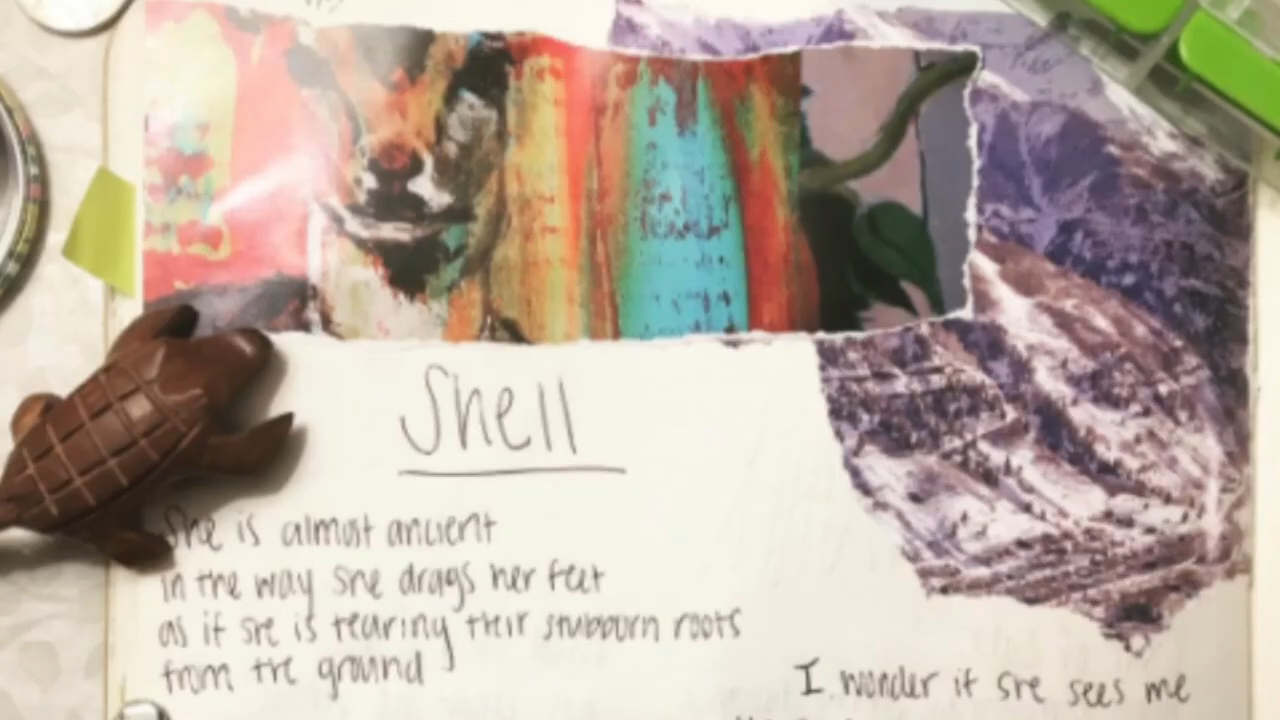 Shell
She is almost ancient
in the way she drags her feet
as if she is tearing their stubborn roots
from the ground
I wonder if she sees me